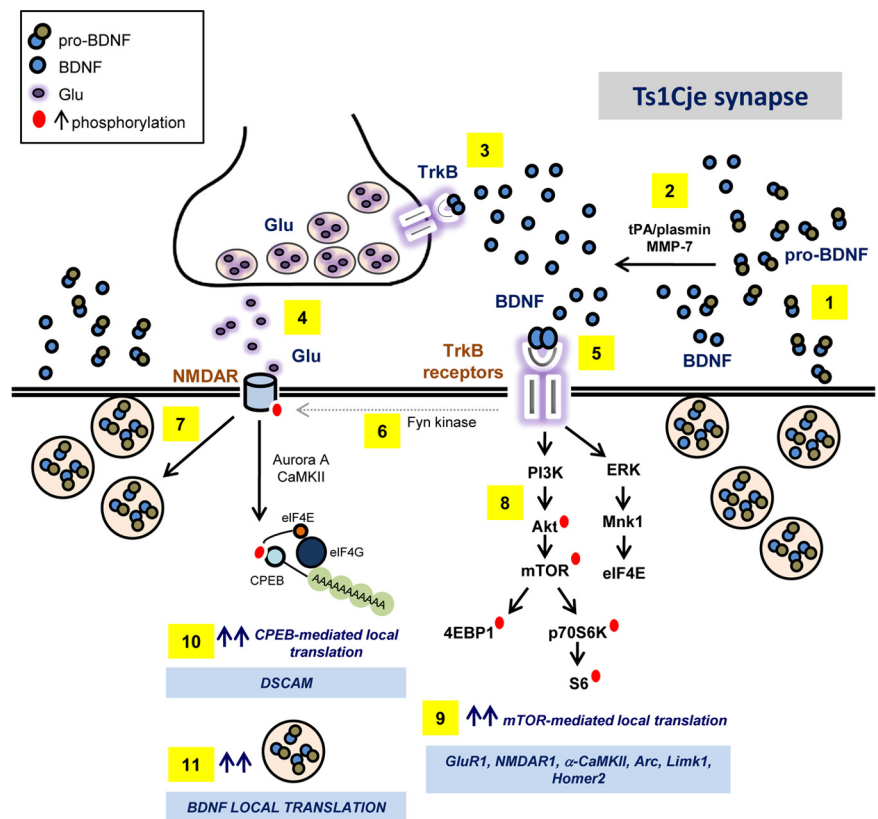 pro-BDNF
BDNF
Glu
↑phosphorylation
Ts1Cje synapse
3
TrkB
2
tPA/plasmin
MMP-7
Glu
pro-BDNF
1
BDNF
4
Glu
5
BDNF
TrkB
receptors
NMDAR
7
6
Fyn kinase
Aurora A
CaMKII
PI3K
ERK
8
Akt
Mnk1
eIF4E
eIF4G
CPEB
AAAAAAAAAAA
mTOR
eIF4E
4EBP1
p70S6K
S6
10
↑↑ CPEB-mediated local
translation
DSCAM
9
↑↑ mTOR-mediated local translation
GluR1, NMDAR1, α-CaMKII, Arc, Limk1,
Homer2
11
↑↑
BDNF LOCAL TRANSLATION